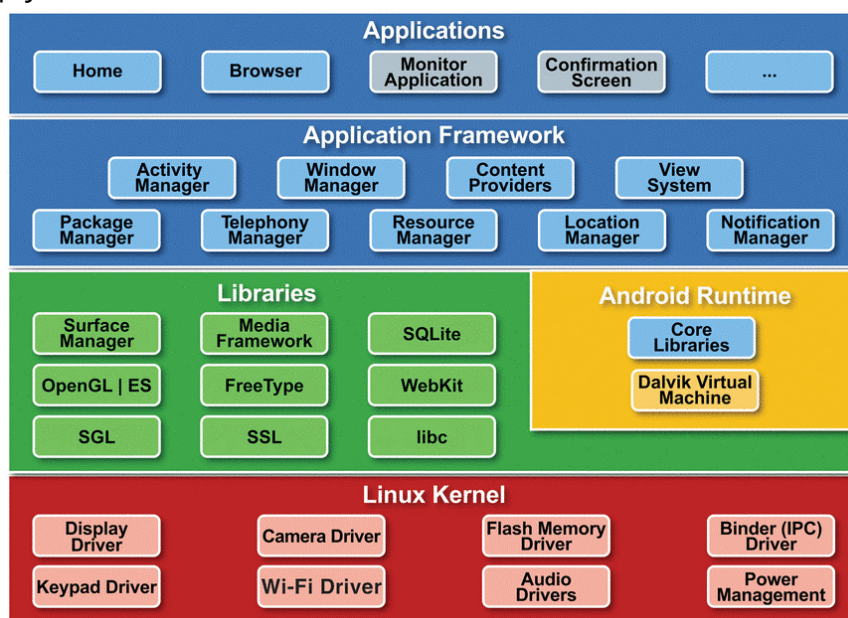 Applications
Home
Browser
Monitor
Application
Confirmation
Screen
...
Application Framework
Activity
Manager
Window
Manager
Content
Providers
View
System
Package
Manager
Telephony
Manager
Resource
Manager
Location
Manager
Notification
Manager
Libraries
Surface
Manager
Media
Framework
SQLite
OpenGL | ES
FreeType
WebKit
SGL
SSL
libc
Android Runtime
Core
Libraries
Dalvik Virtual
Machine
Linux Kernel
Display
Driver
Camera Driver
Flash Memory
Driver
Binder (IPC)
Driver
Keypad Driver
Wi-Fi Driver
Audio
Drivers
Power
Management